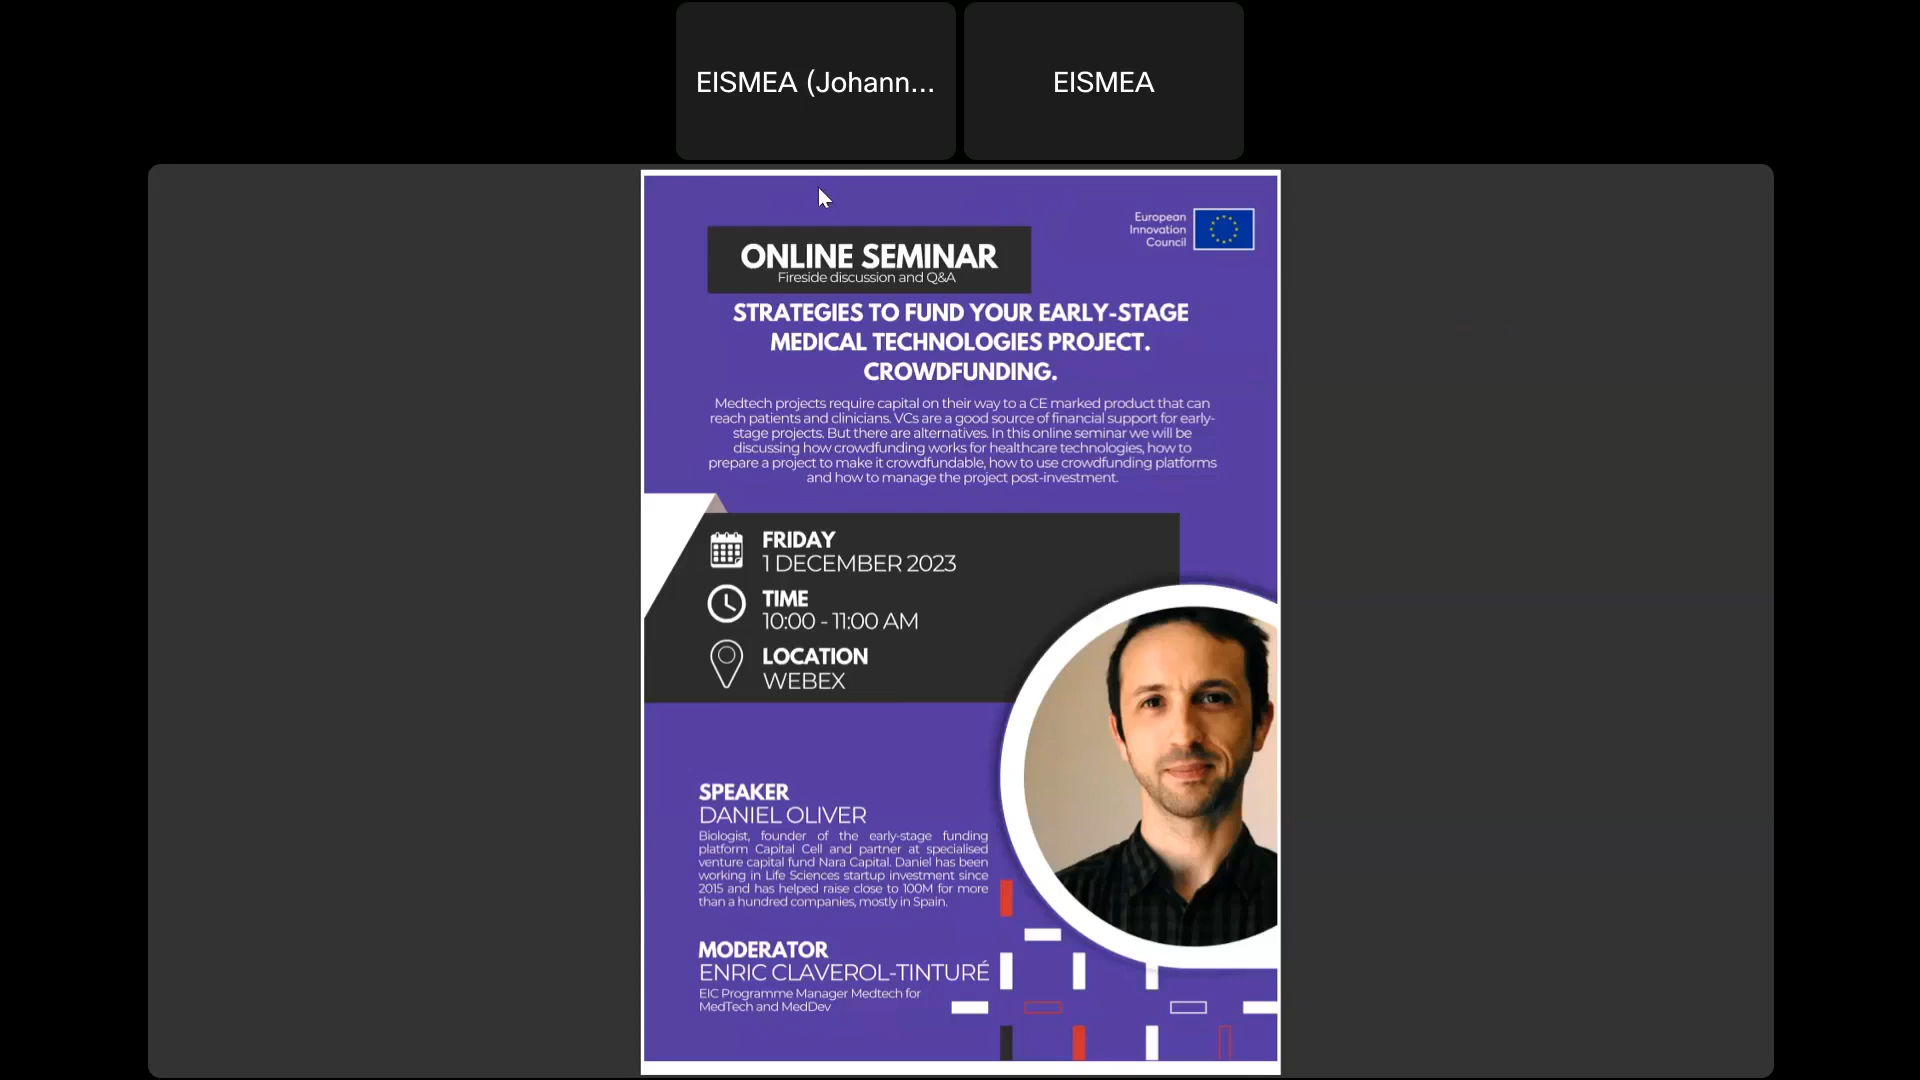 EISMEA (Johann...
EISMEA
European
Innovation
Council
ONLINE SEMINAR
Fireside discussion and Q&A
STRATEGIES TO FUND YOUR EARLY-STAGE
MEDICAL TECHNOLOGIES PROJECT.
CROWDFUNDING.
Medtech projects require capital on their way to a CE marked product that can
reach patients and clinicians. VCs are a good source of financial support for early-
stage projects. But there are alternatives. In this online seminar we will be
discussing how crowdfunding works for healthcare technologies, how to
prepare a project to make it crowdfundable, how to use crowdfunding platforms
and how to manage the project post-investment.
FRIDAY
1 DECEMBER 2023
TIME
10:00 - 11:00 AM
LOCATION
WEBEX
SPEAKER
DANIEL OLIVER
Biologist, founder of the early-stage funding
platform Capital Cell and partner at specialised
venture capital fund Nara Capital. Daniel has been
working in Life Sciences startup investment since
2015 and has helped raise close to 100M for more
than a hundred companies, mostly in Spain.
MODERATOR
ENRIC CLAVEROL-TINTURÉ
EIC Programme Manager Medtech for
MedTech and MedDev